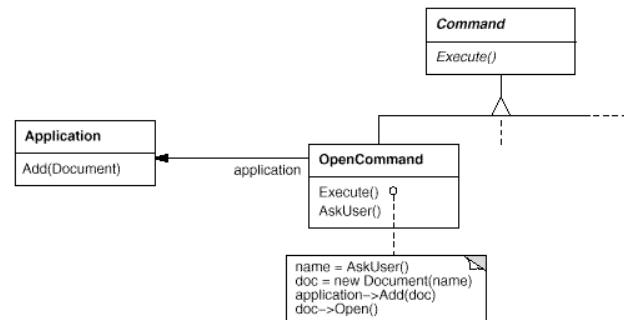 Command
Execute()
Application
Add(Document)
application
OpenCommand
Execute()
AskUser()
name = AskUser()
doc = new Document(name)
application->Add(doc)
doc->Open()